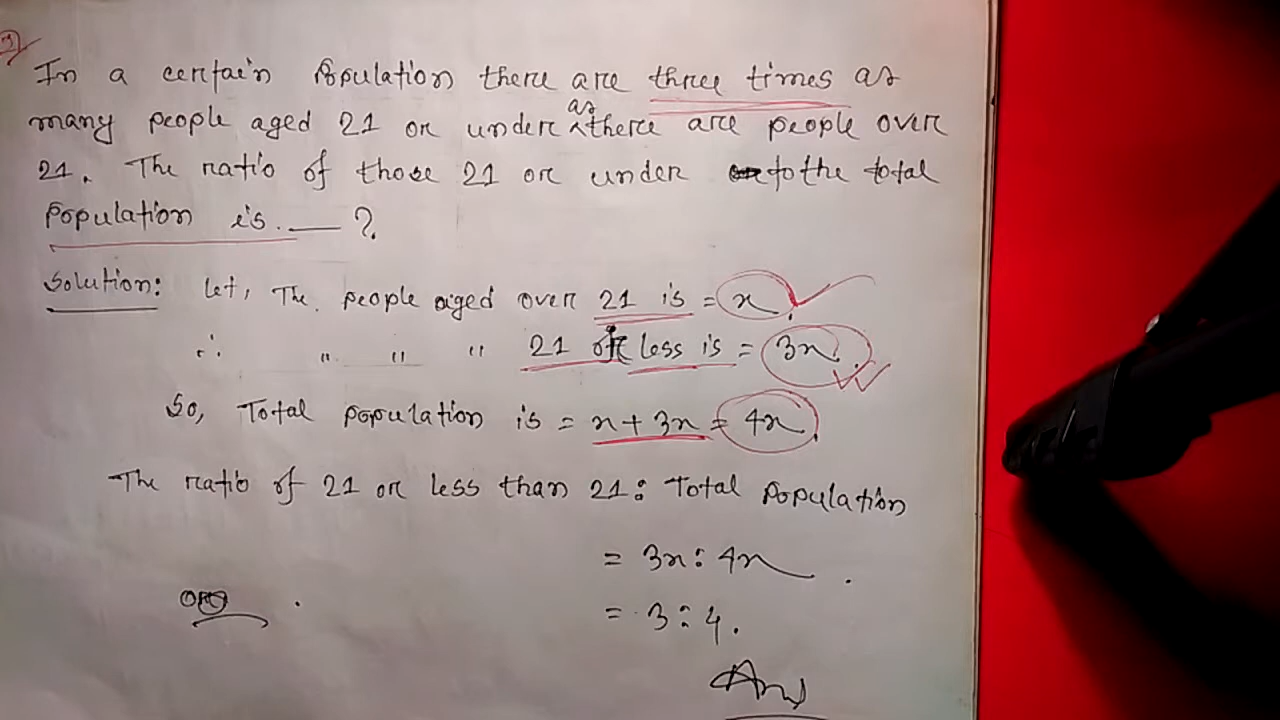 3)
In a certain Population there are three times as
many people aged 21 or under as there are people over
21. The ratio of those 21 or under to the total
Population is. __ ?
Solution: Let, The people aged over 21 is = x.
∴ " " " 21 or less is = 3x.
So, Total population is = x + 3x = 4x.
The ratio of 21 or less than 21 : Total Population
= 3x : 4x.
= 3 : 4.
Ans